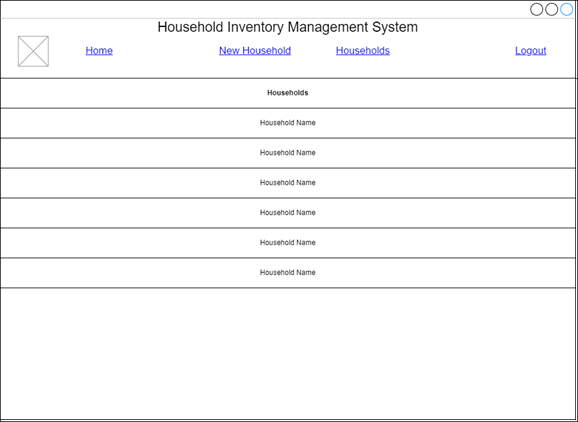 Household Inventory Management System
Home New Household Households Logout
Households
Household Name
Household Name
Household Name
Household Name
Household Name
Household Name